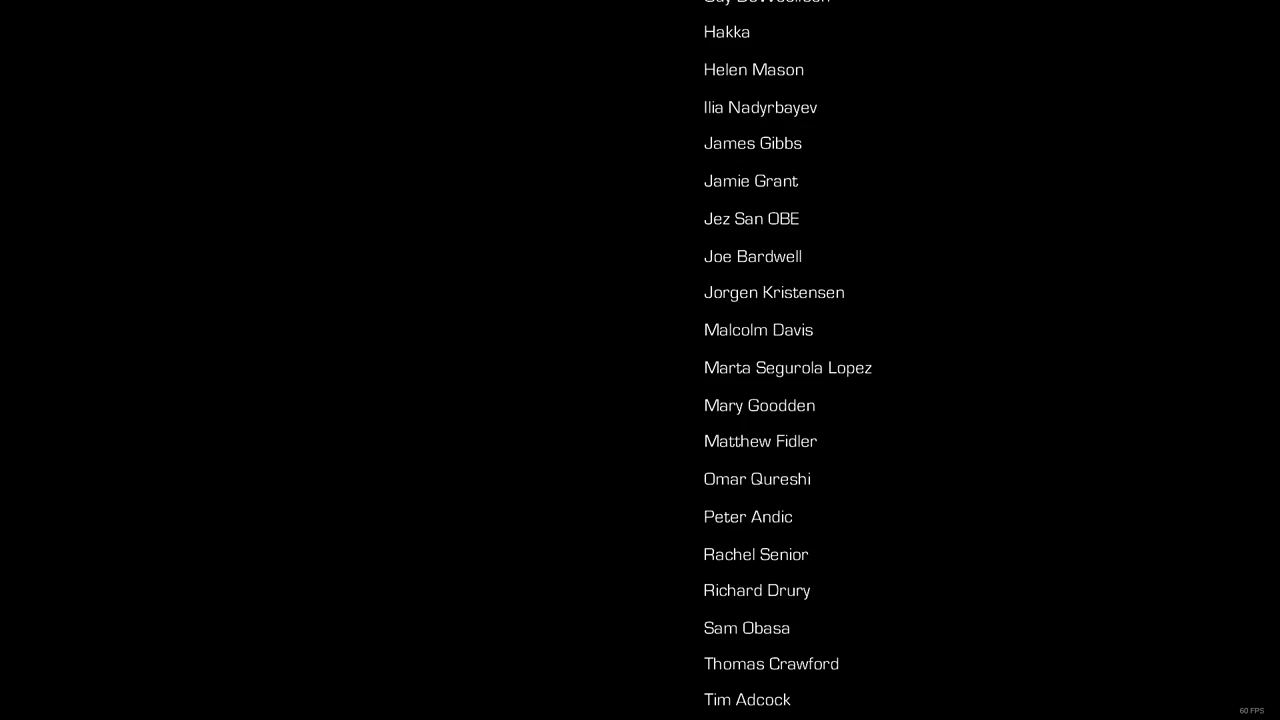 Hakka
Helen Mason
Ilia Nadyrbayev
James Gibbs
Jamie Grant
Jez San OBE
Joe Bardwell
Jorgen Kristensen
Malcolm Davis
Marta Segurola Lopez
Mary Goodden
Matthew Fidler
Omar Qureshi
Peter Andic
Rachel Senior
Richard Drury
Sam Obasa
Thomas Crawford
Tim Adcock
60 FPS